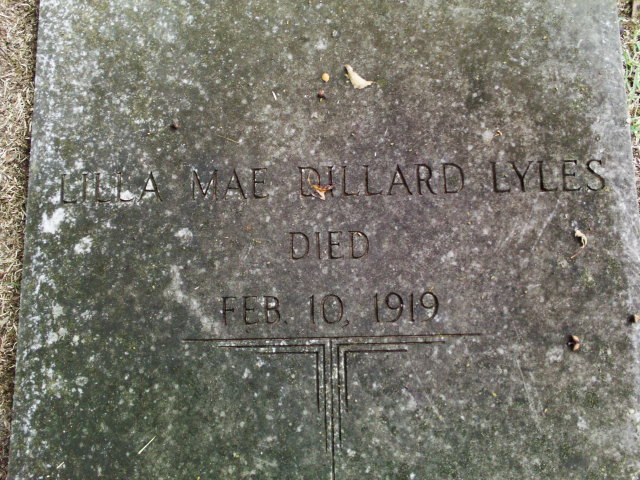 LILLA MAE DILLARD LYLES
DIED
FEB. 10, 1919